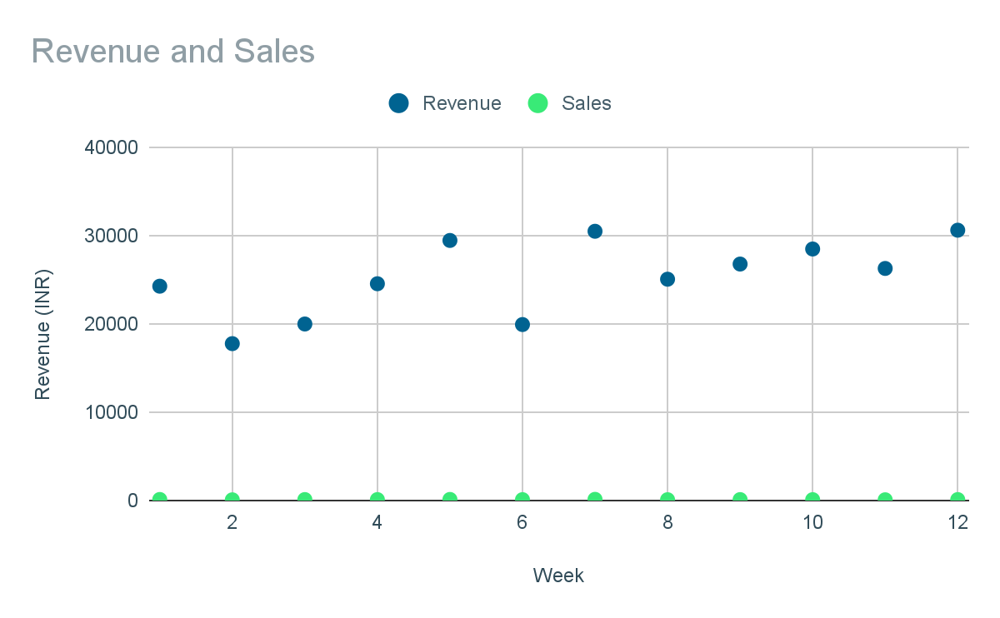 Revenue and Sales
Revenue
Sales
40000
30000
20000
10000
0
Revenue (INR)
2
4
6
8
10
12
Week